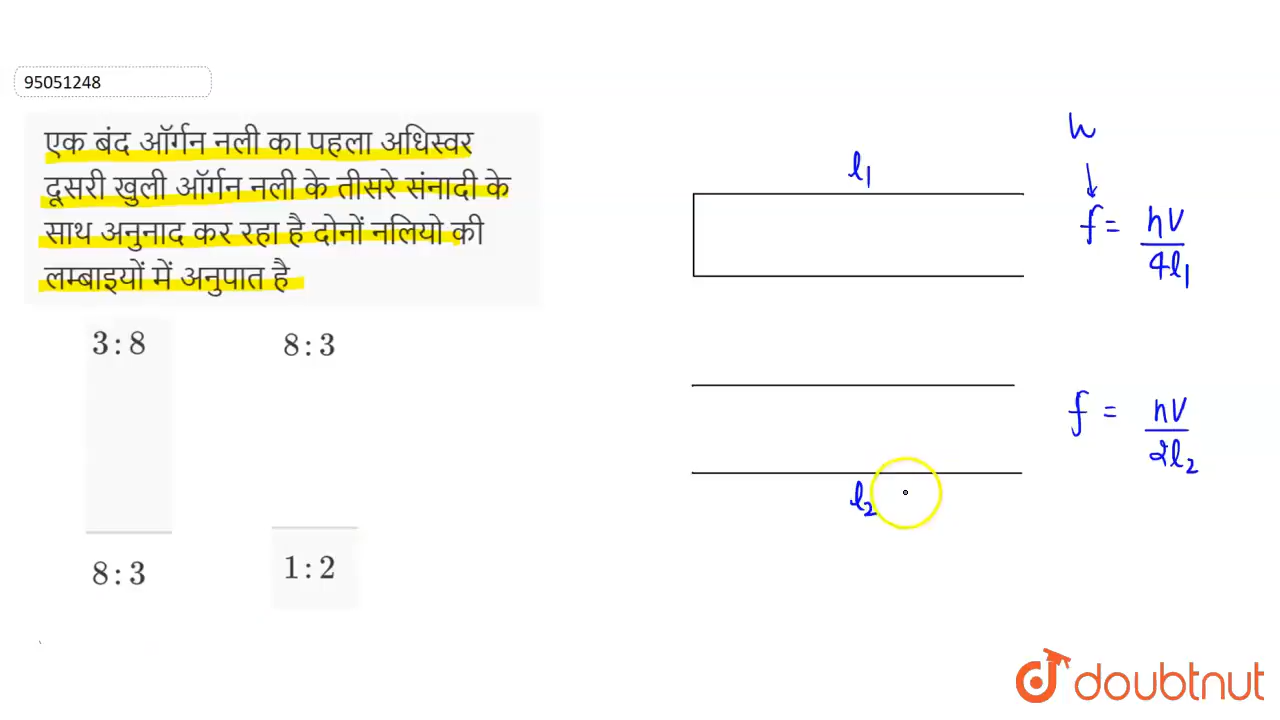 95051248
एक बंद ऑर्गन नली का पहला अधिस्वर
दूसरी खुली ऑर्गन नली के तीसरे संनादी के
साथ अनुनाद कर रहा है दोनों नलियो की
लम्बाइयों में अनुपात है
3 : 8
8 : 3
8 : 3
1 : 2
l1
h
f = nV
4l1
f = nV
2l2
l2
doubtnut